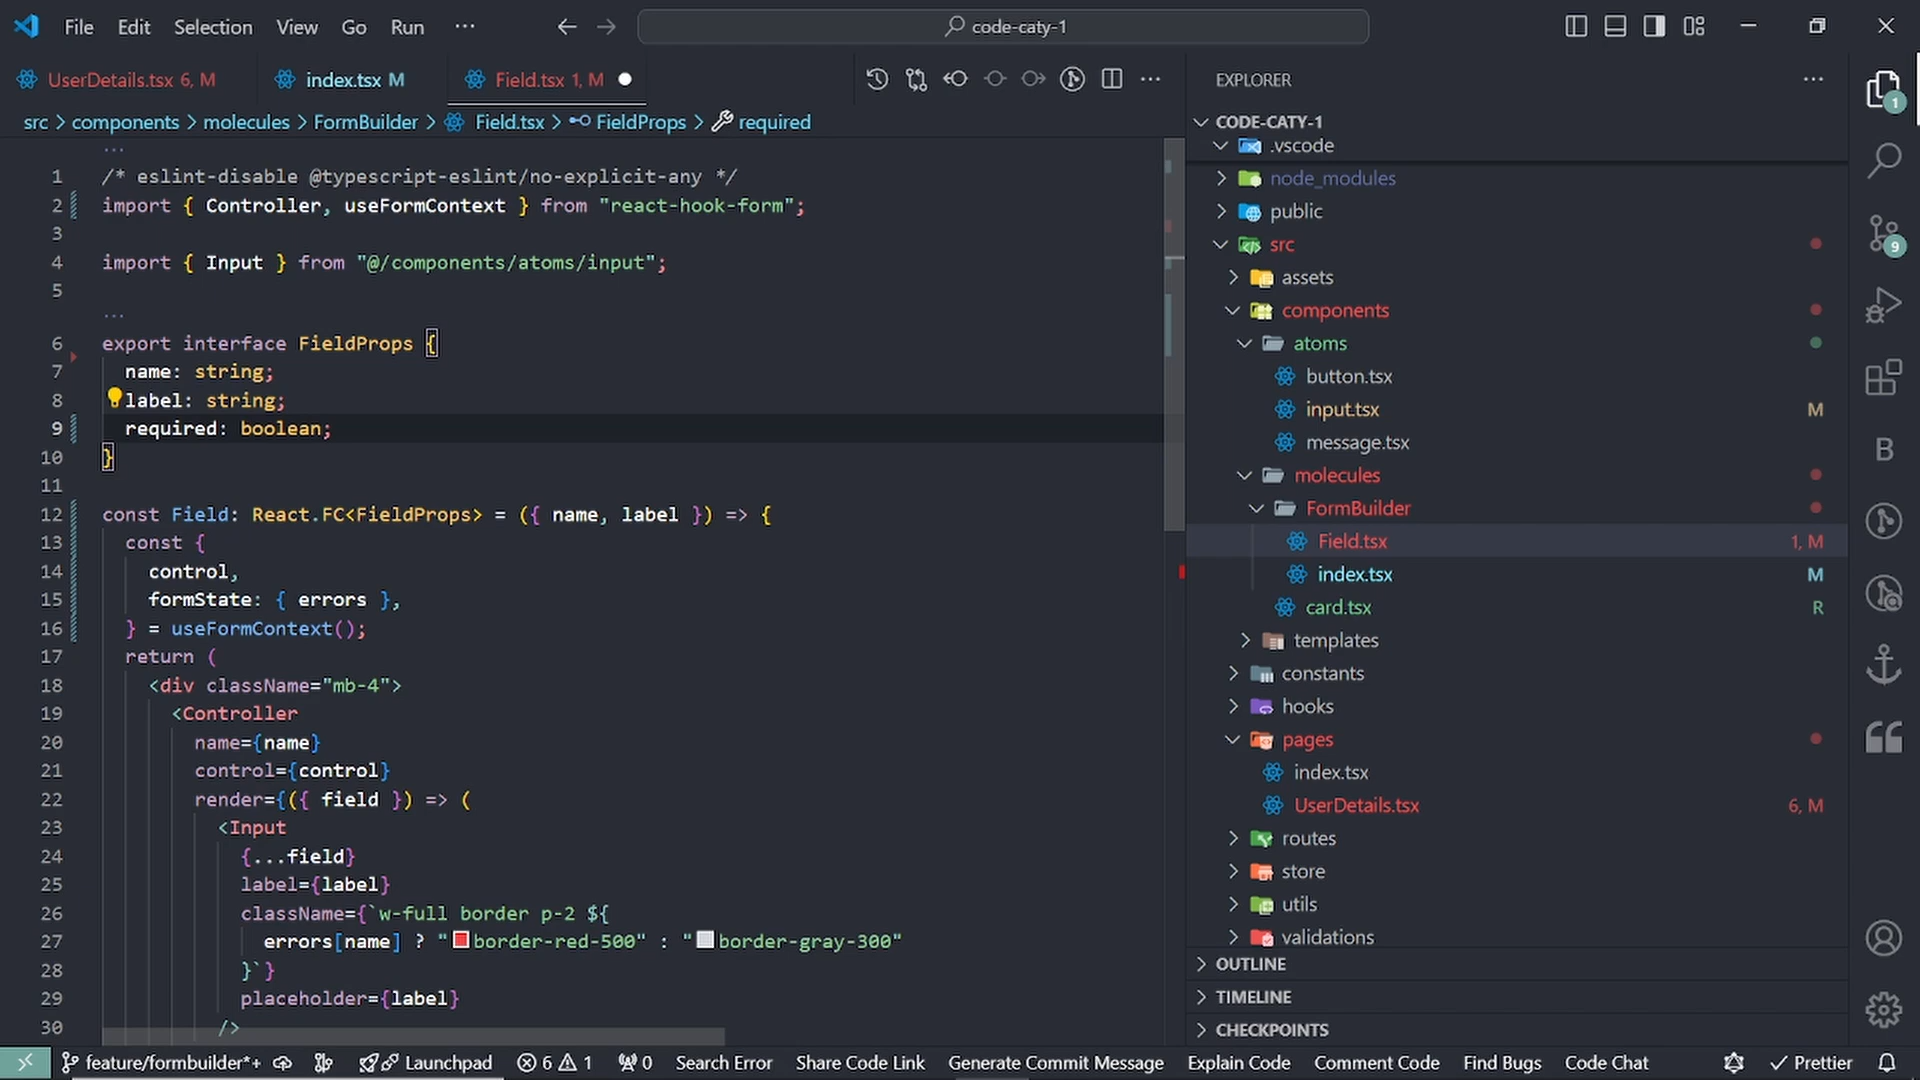 File Edit Selection View Go Run ··· code-caty-1
UserDetails.tsx 6, M index.tsx M Field.tsx 1, M
src > components > molecules > FormBuilder > Field.tsx > FieldProps > required
1 /* eslint-disable @typescript-eslint/no-explicit-any */
2 import { Controller, useFormContext } from "react-hook-form";
3
4 import { Input } from "@/components/atoms/input";
5
6 export interface FieldProps {
7 name: string;
8 label: string;
9 required: boolean;
10 }
11
12 const Field: React.FC<FieldProps> = ({ name, label }) => {
13 const {
14 control,
15 formState: { errors },
16 } = useFormContext();
17 return (
18 <div className="mb-4">
19 <Controller
20 name={name}
21 control={control}
22 render={({ field }) => (
23 <Input
24 {...field}
25 label={label}
26 className={`w-full border p-2 ${
27 errors[name] ? "border-red-500" : "border-gray-300"
28 }`}
29 placeholder={label}
30 />
EXPLORER
CODE-CATY-1
.vscode
node_modules
public
src
assets
components
atoms
button.tsx
input.tsx M
message.tsx
molecules
FormBuilder
Field.tsx 1, M
index.tsx M
card.tsx R
templates
constants
hooks
pages
index.tsx
UserDetails.tsx 6, M
routes
store
utils
validations
OUTLINE
TIMELINE
CHECKPOINTS
1
9
B
feature/formbuilder*+ Launchpad 6 1 0 Search Error Share Code Link Generate Commit Message Explain Code Comment Code Find Bugs Code Chat Prettier